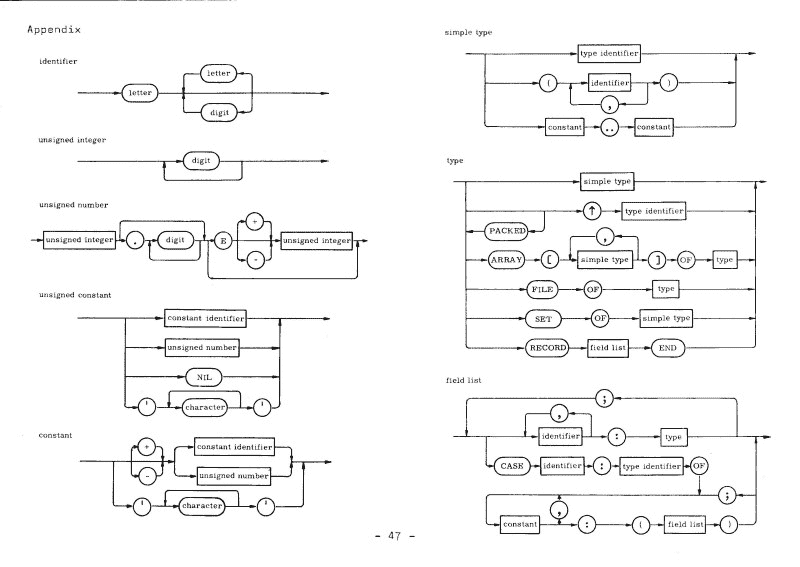 Appendix
identifier
letter
letter
digit
unsigned integer
digit
unsigned number
unsigned integer . digit E + - unsigned integer
unsigned constant
constant identifier
unsigned number
NIL
' character '
constant
+ constant identifier
- unsigned number
' character '
simple type
type identifier
( identifier )
,
constant .. constant
type
simple type
↑ type identifier
PACKED
,
ARRAY [ simple type ] OF type
FILE OF type
SET OF simple type
RECORD field list END
field list
;
,
identifier : type
CASE identifier : type identifier OF
;
,
constant : ( field list )
- 47 -